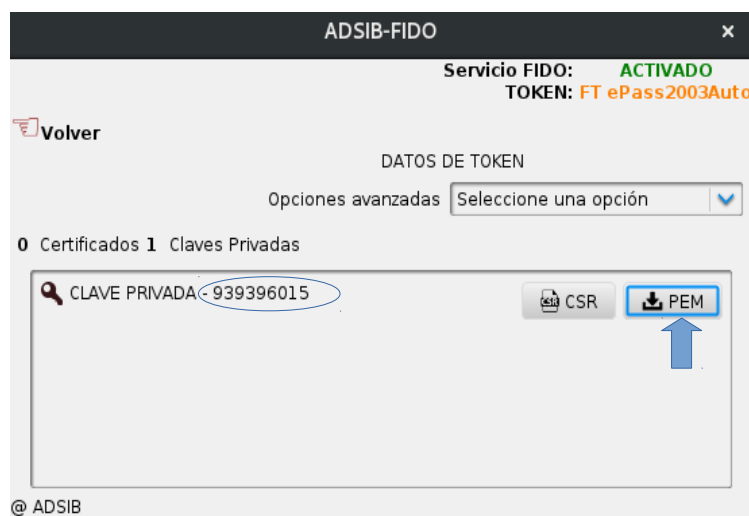 ADSIB-FIDO
Servicio FIDO: ACTIVADO
TOKEN: FT ePass2003Auto
Volver
DATOS DE TOKEN
Opciones avanzadas Seleccione una opción
0 Certificados 1 Claves Privadas
CLAVE PRIVADA - 939396015 CSR PEM
@ ADSIB